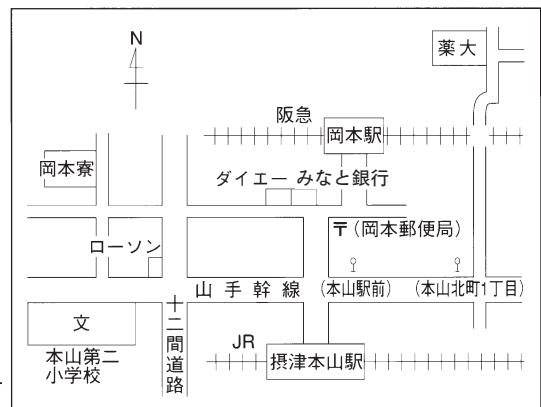 N
薬大
阪急
岡本駅
岡本寮
ダイエー みなと銀行
〒(岡本郵便局)
ローソン
山手幹線
(本山駅前)
(本山北町1丁目)
文
本山第二
小学校
十二間道路
JR
摂津本山駅